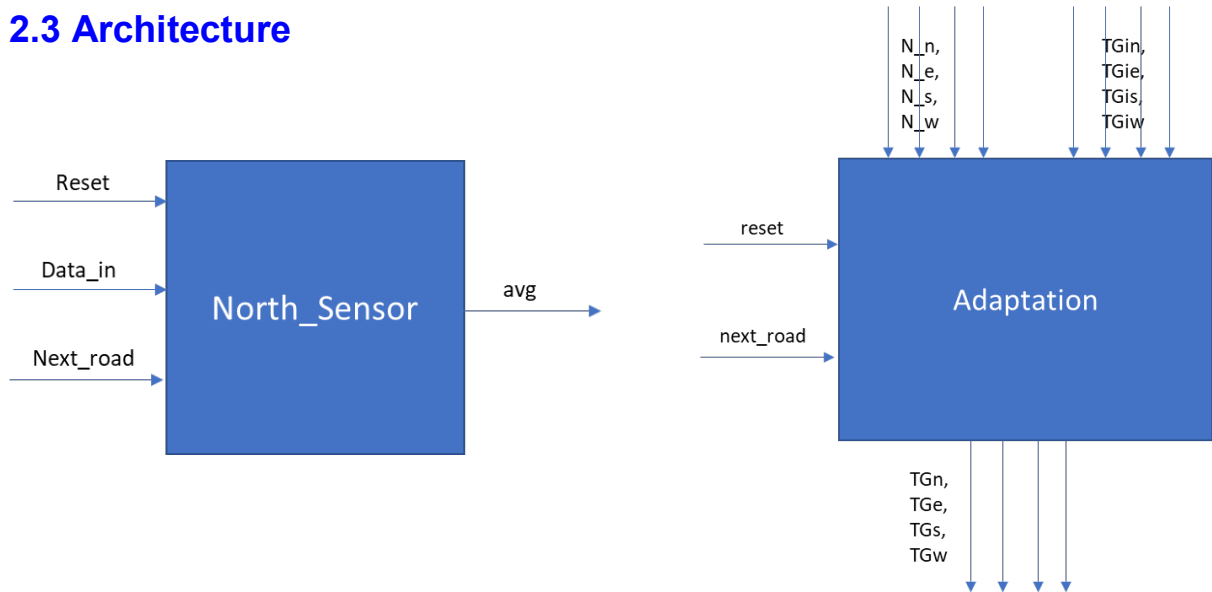 2.3 Architecture
Reset
Data_in
Next_road
North_Sensor
avg
N_n,
N_e,
N_s,
N_w
TGin,
TGie,
TGis,
TGiw
reset
next_road
Adaptation
TGn,
TGe,
TGs,
TGw